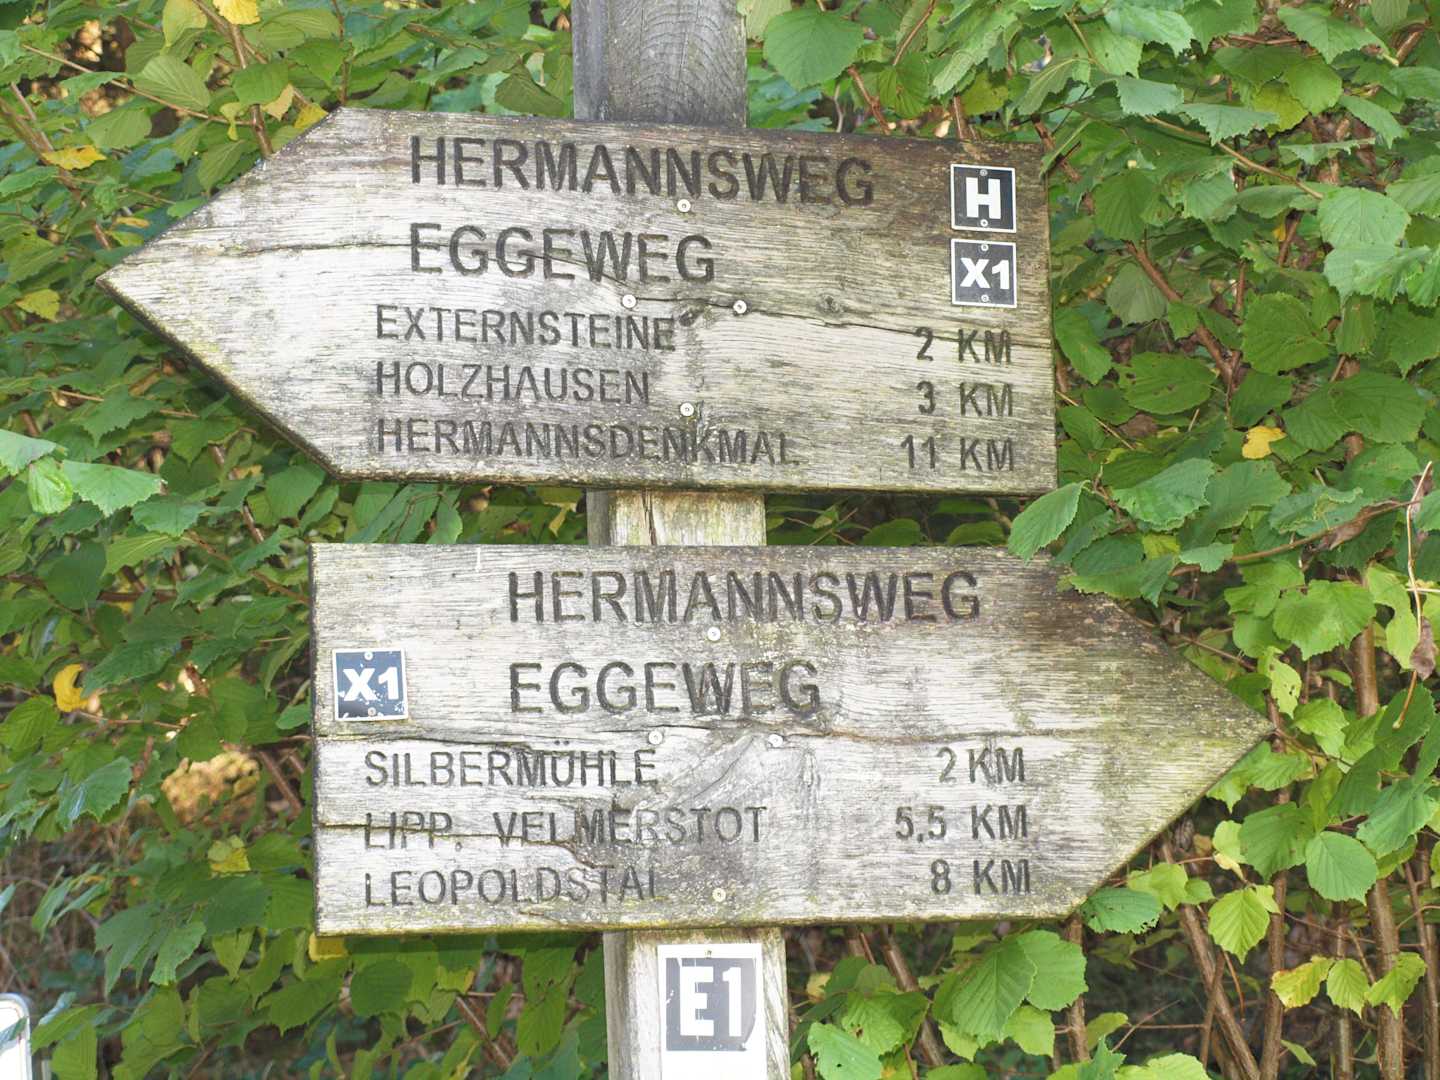 HERMANNSWEG H
EGGEWEG X1
EXTERNSTEINE 2 KM
HOLZHAUSEN 3 KM
HERMANNSDENKMAL 11 KM
HERMANNSWEG
X1 EGGEWEG
SILBERMÜHLE 2 KM
LIPP. VELMERSTOT 5,5 KM
LEOPOLDSTAL 8 KM
E1